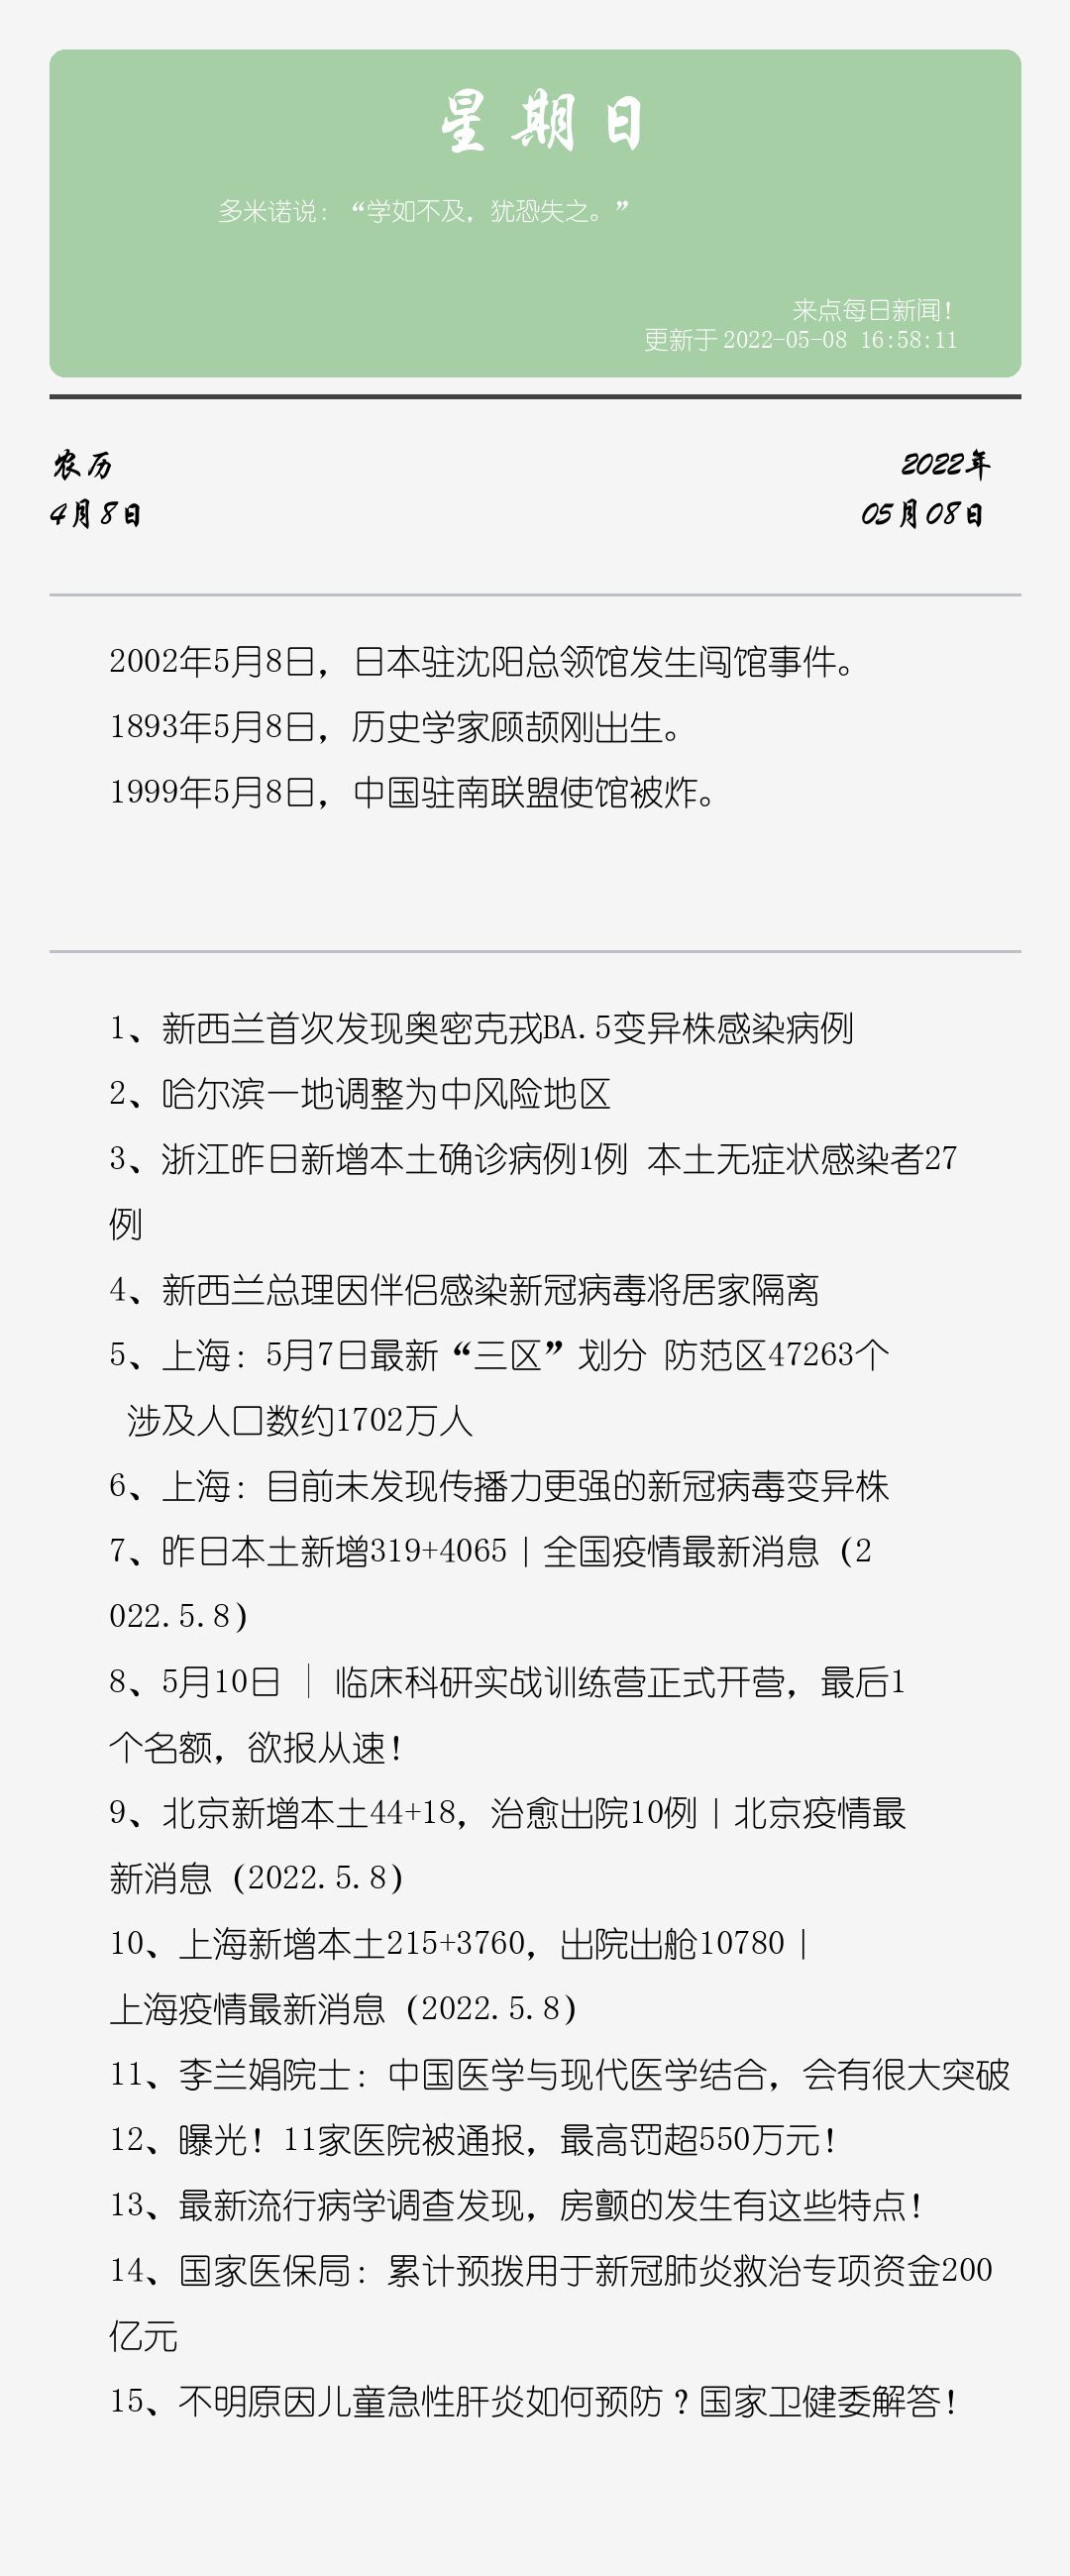 星期日
多米诺说：“学如不及，犹恐失之。”
来点每日新闻！
更新于 2022-05-08 16:58:11
农历
2022年
4月8日
05月08日
2002年5月8日，日本驻沈阳总领馆发生闯馆事件。
1893年5月8日，历史学家顾颉刚出生。
1999年5月8日，中国驻南联盟使馆被炸。
1、新西兰首次发现奥密克戎BA.5变异株感染病例
2、哈尔滨一地调整为中风险地区
3、浙江昨日新增本土确诊病例1例 本土无症状感染者27
例
4、新西兰总理因伴侣感染新冠病毒将居家隔离
5、上海：5月7日最新“三区”划分 防范区47263个
涉及人口数约1702万人
6、上海：目前未发现传播力更强的新冠病毒变异株
7、昨日本土新增319+4065丨全国疫情最新消息（2
022.5.8）
8、5月10日 │ 临床科研实战训练营正式开营，最后1
个名额，欲报从速！
9、北京新增本土44+18，治愈出院10例丨北京疫情最
新消息（2022.5.8）
10、上海新增本土215+3760，出院出舱10780丨
上海疫情最新消息（2022.5.8）
11、李兰娟院士：中国医学与现代医学结合，会有很大突破
12、曝光！11家医院被通报，最高罚超550万元！
13、最新流行病学调查发现，房颤的发生有这些特点！
14、国家医保局：累计预拨用于新冠肺炎救治专项资金200
亿元
15、不明原因儿童急性肝炎如何预防？国家卫健委解答！